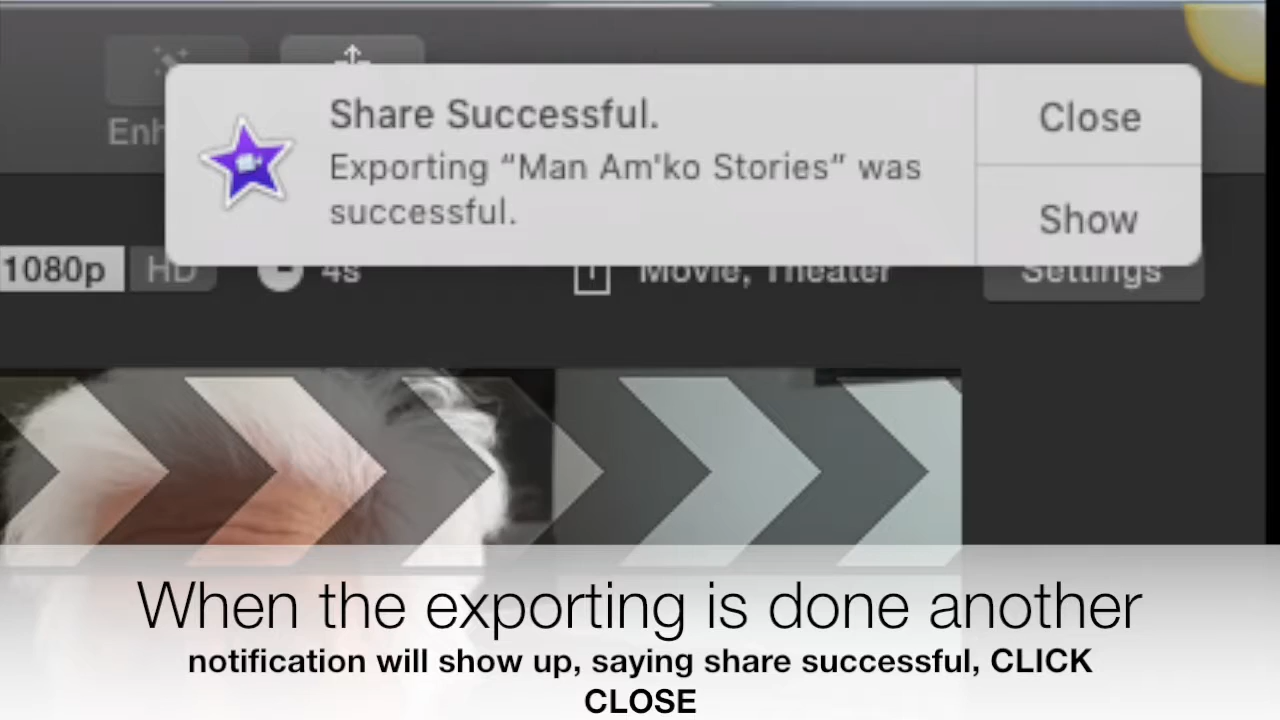 Enh
Share Successful.
Close
Exporting “Man Am'ko Stories” was
successful.
Show
1080p
HD
4s
Movie, Theater
Settings
When the exporting is done another
notification will show up, saying share successful, CLICK
CLOSE